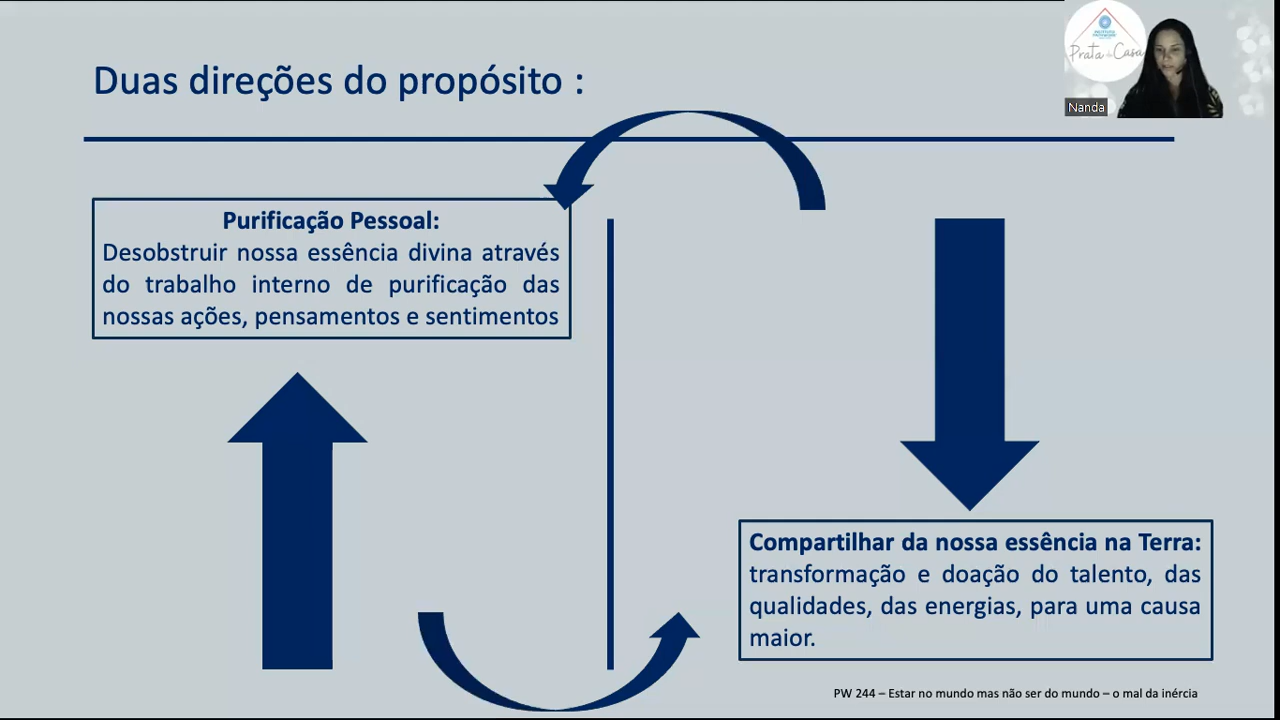 Duas direções do propósito :
Prata da Casa
Nanda
Purificação Pessoal:
Desobstruir nossa essência divina através
do trabalho interno de purificação das
nossas ações, pensamentos e sentimentos
Compartilhar da nossa essência na Terra:
transformação e doação do talento, das
qualidades, das energias, para uma causa
maior.
PW 244 – Estar no mundo mas não ser do mundo – o mal da inércia